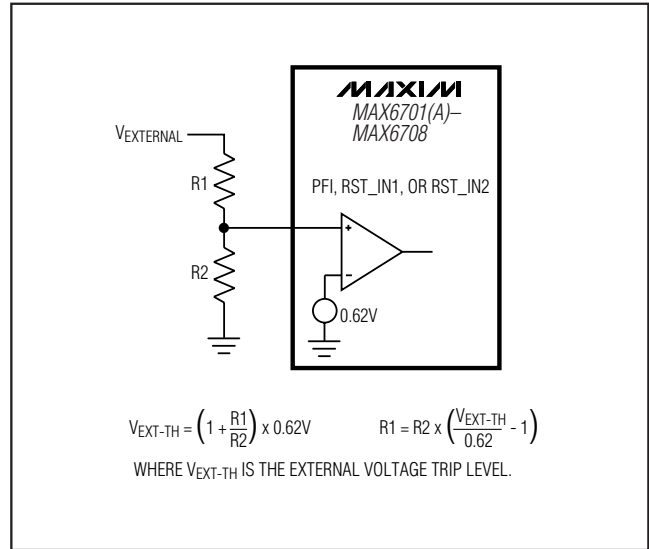 MAXIM
MAX6701(A)–
MAX6708
VEXTERNAL
R1
PFI, RST_IN1, OR RST_IN2
R2
+
-
0.62V
VEXT-TH = (1 + R1/R2) x 0.62V
R1 = R2 x (VEXT-TH/0.62 - 1)
WHERE VEXT-TH IS THE EXTERNAL VOLTAGE TRIP LEVEL.